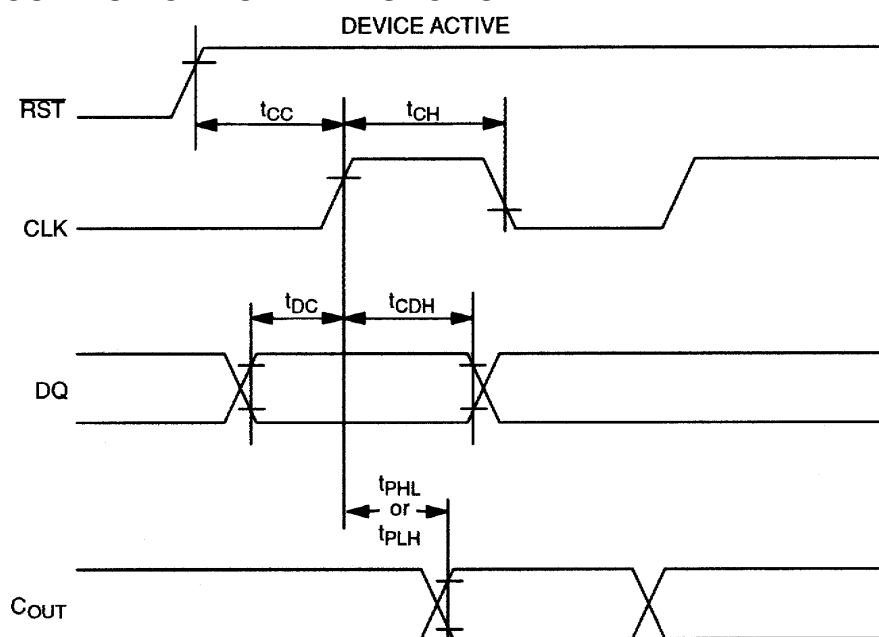 DEVICE ACTIVE
RST
tCC
tCH
CLK
tDC
tCDH
DQ
tPHL
or
tPLH
COUT